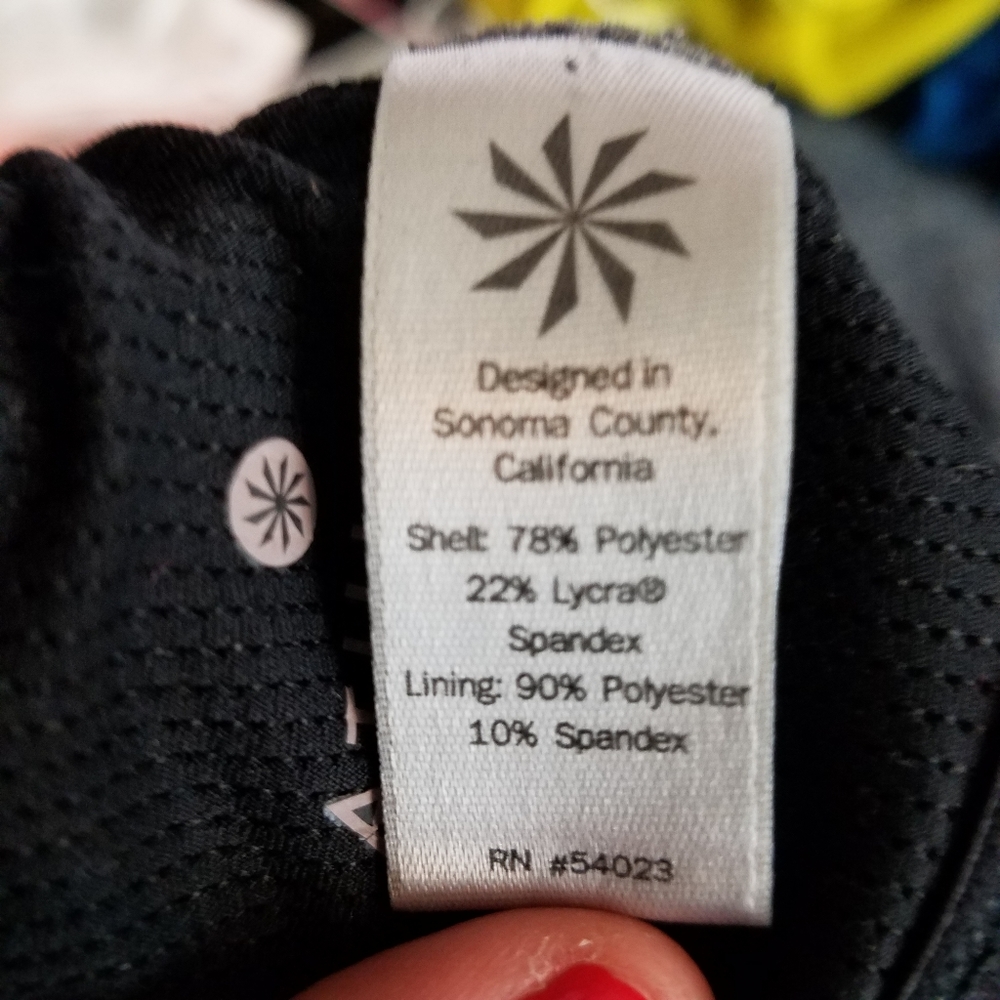 Designed in
Sonoma County,
California
Shell: 78% Polyester
22% Lycra®
Spandex
Lining: 90% Polyester
10% Spandex
RN #54023